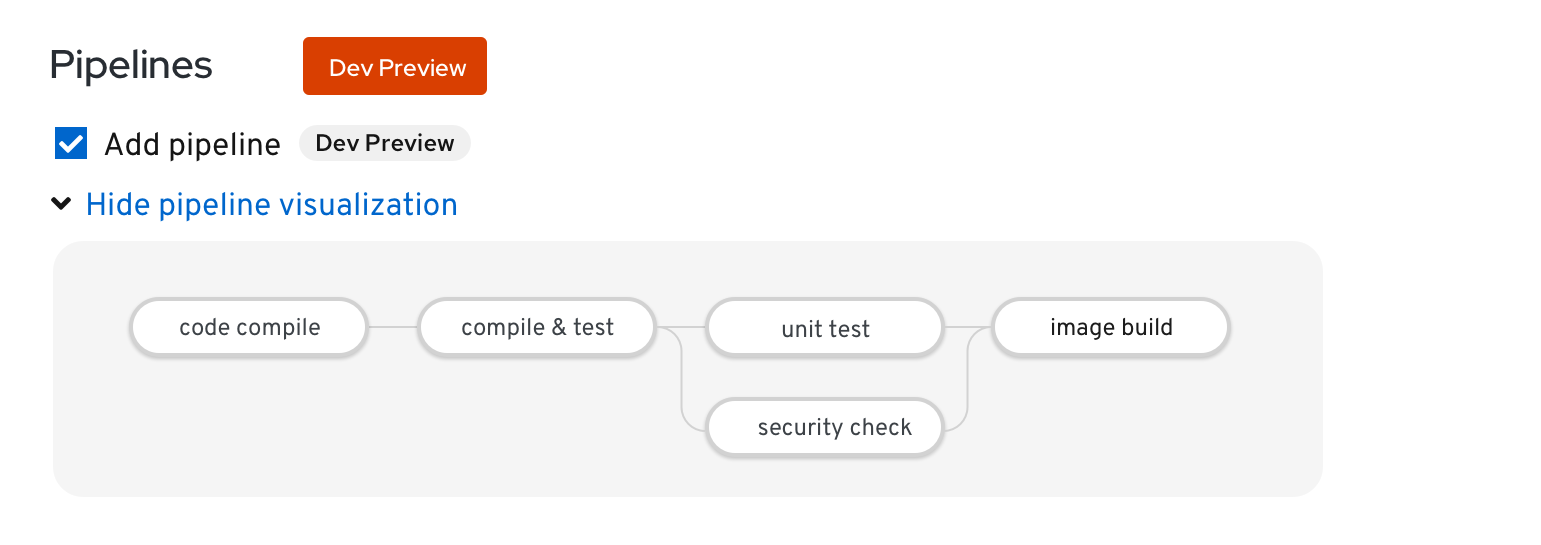 Pipelines Dev Preview
Add pipeline Dev Preview
Hide pipeline visualization
code compile compile & test unit test image build
security check